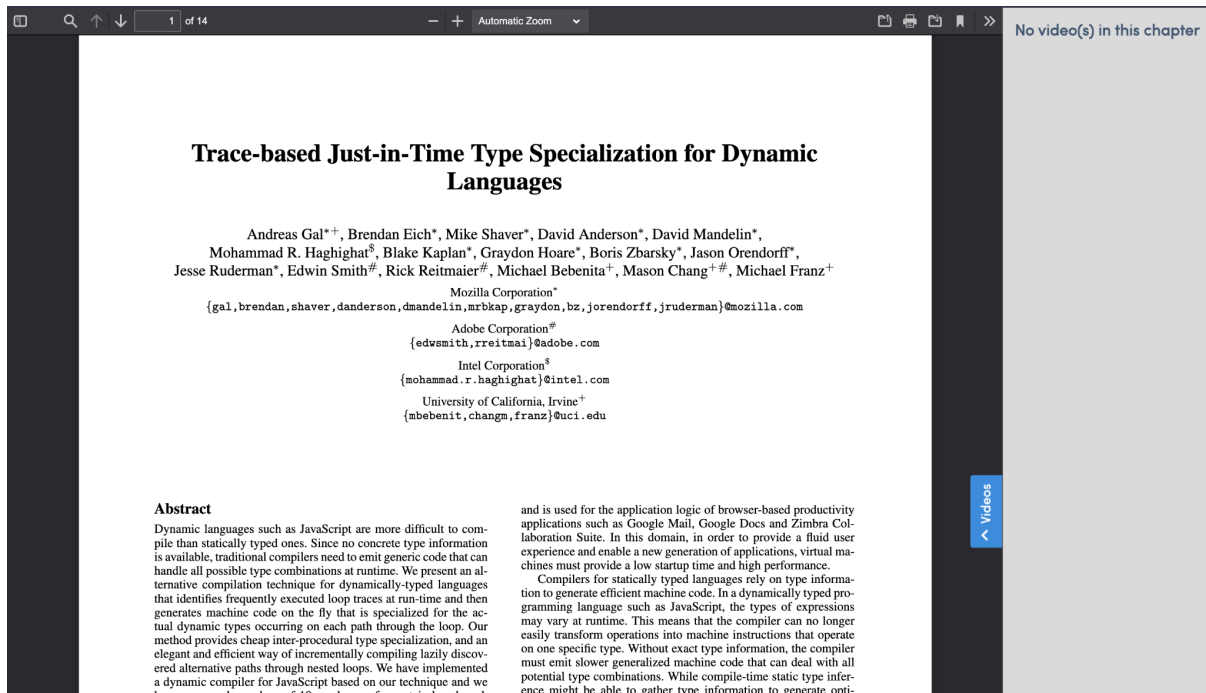 1 of 14
Automatic Zoom
No video(s) in this chapter
Trace-based Just-in-Time Type Specialization for Dynamic
Languages
Andreas Gal*+, Brendan Eich*, Mike Shaver*, David Anderson*, David Mandelin*,
Mohammad R. Haghighat$, Blake Kaplan*, Graydon Hoare*, Boris Zbarsky*, Jason Orendorff*,
Jesse Ruderman*, Edwin Smith#, Rick Reitmaier#, Michael Bebenita+, Mason Chang+#, Michael Franz+
Mozilla Corporation*
{gal,brendan,shaver,danderson,dmandelin,mrbkap,graydon,bz,jorendorff,jruderman}@mozilla.com
Adobe Corporation#
{edwsmith,rreitmai}@adobe.com
Intel Corporation$
{mohammad.r.haghighat}@intel.com
University of California, Irvine+
{mbebenit,changm,franz}@uci.edu
Abstract
Dynamic languages such as JavaScript are more difficult to com-
pile than statically typed ones. Since no concrete type information
is available, traditional compilers need to emit generic code that can
handle all possible type combinations at runtime. We present an al-
ternative compilation technique for dynamically-typed languages
that identifies frequently executed loop traces at run-time and then
generates machine code on the fly that is specialized for the ac-
tual dynamic types occurring on each path through the loop. Our
method provides cheap inter-procedural type specialization, and an
elegant and efficient way of incrementally compiling lazily discov-
ered alternative paths through nested loops. We have implemented
a dynamic compiler for JavaScript based on our technique and we
and is used for the application logic of browser-based productivity
applications such as Google Mail, Google Docs and Zimbra Col-
laboration Suite. In this domain, in order to provide a fluid user
experience and enable a new generation of applications, virtual ma-
chines must provide a low startup time and high performance.
Compilers for statically typed languages rely on type informa-
tion to generate efficient machine code. In a dynamically typed pro-
gramming language such as JavaScript, the types of expressions
may vary at runtime. This means that the compiler can no longer
easily transform operations into machine instructions that operate
on one specific type. Without exact type information, the compiler
must emit slower generalized machine code that can deal with all
potential type combinations. While compile-time static type infer-
ence might be able to gather type information to generate opti-
Videos